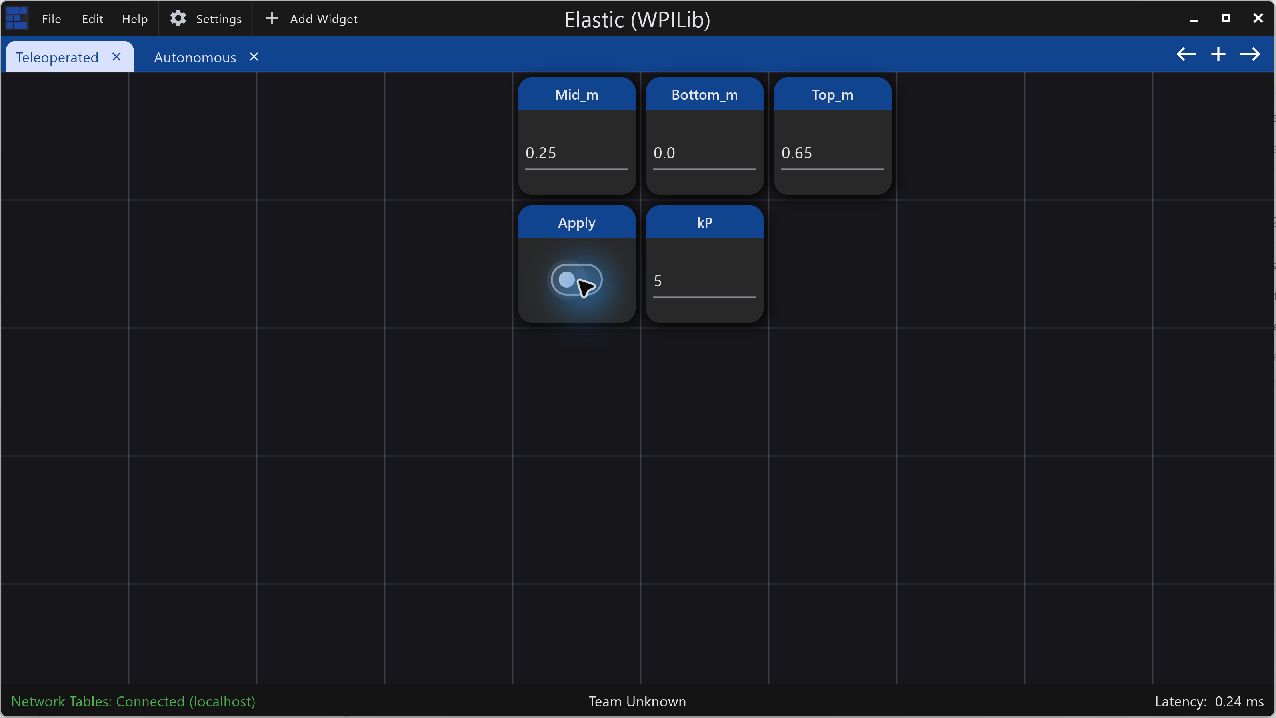 File Edit Help Settings Add Widget Elastic (WPILib)
Teleoperated Autonomous
Mid_m Bottom_m Top_m
0.25 0.0 0.65
Apply kP
5
Network Tables: Connected (localhost) Team Unknown Latency: 0.24 ms